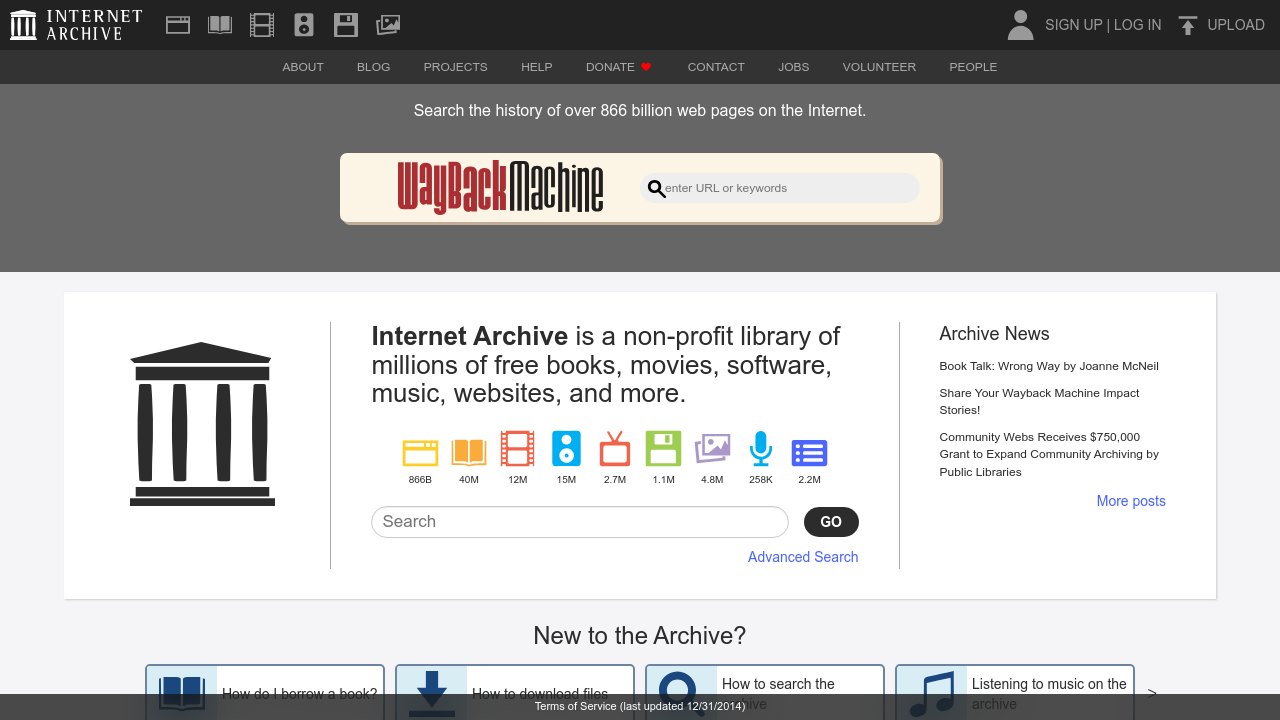 INTERNET
ARCHIVE
SIGN UP | LOG IN
UPLOAD
ABOUT BLOG PROJECTS HELP DONATE CONTACT JOBS VOLUNTEER PEOPLE
Search the history of over 866 billion web pages on the Internet.
WayBackMachine
enter URL or keywords
Internet Archive is a non-profit library of
millions of free books, movies, software,
music, websites, and more.
866B 40M 12M 15M 2.7M 1.1M 4.8M 258K 2.2M
Search
GO
Advanced Search
Archive News
Book Talk: Wrong Way by Joanne McNeil
Share Your Wayback Machine Impact
Stories!
Community Webs Receives $750,000
Grant to Expand Community Archiving by
Public Libraries
More posts
New to the Archive?
How do I borrow a book?
How to download files
How to search the
archive
Listening to music on the
archive
>
Terms of Service (last updated 12/31/2014)